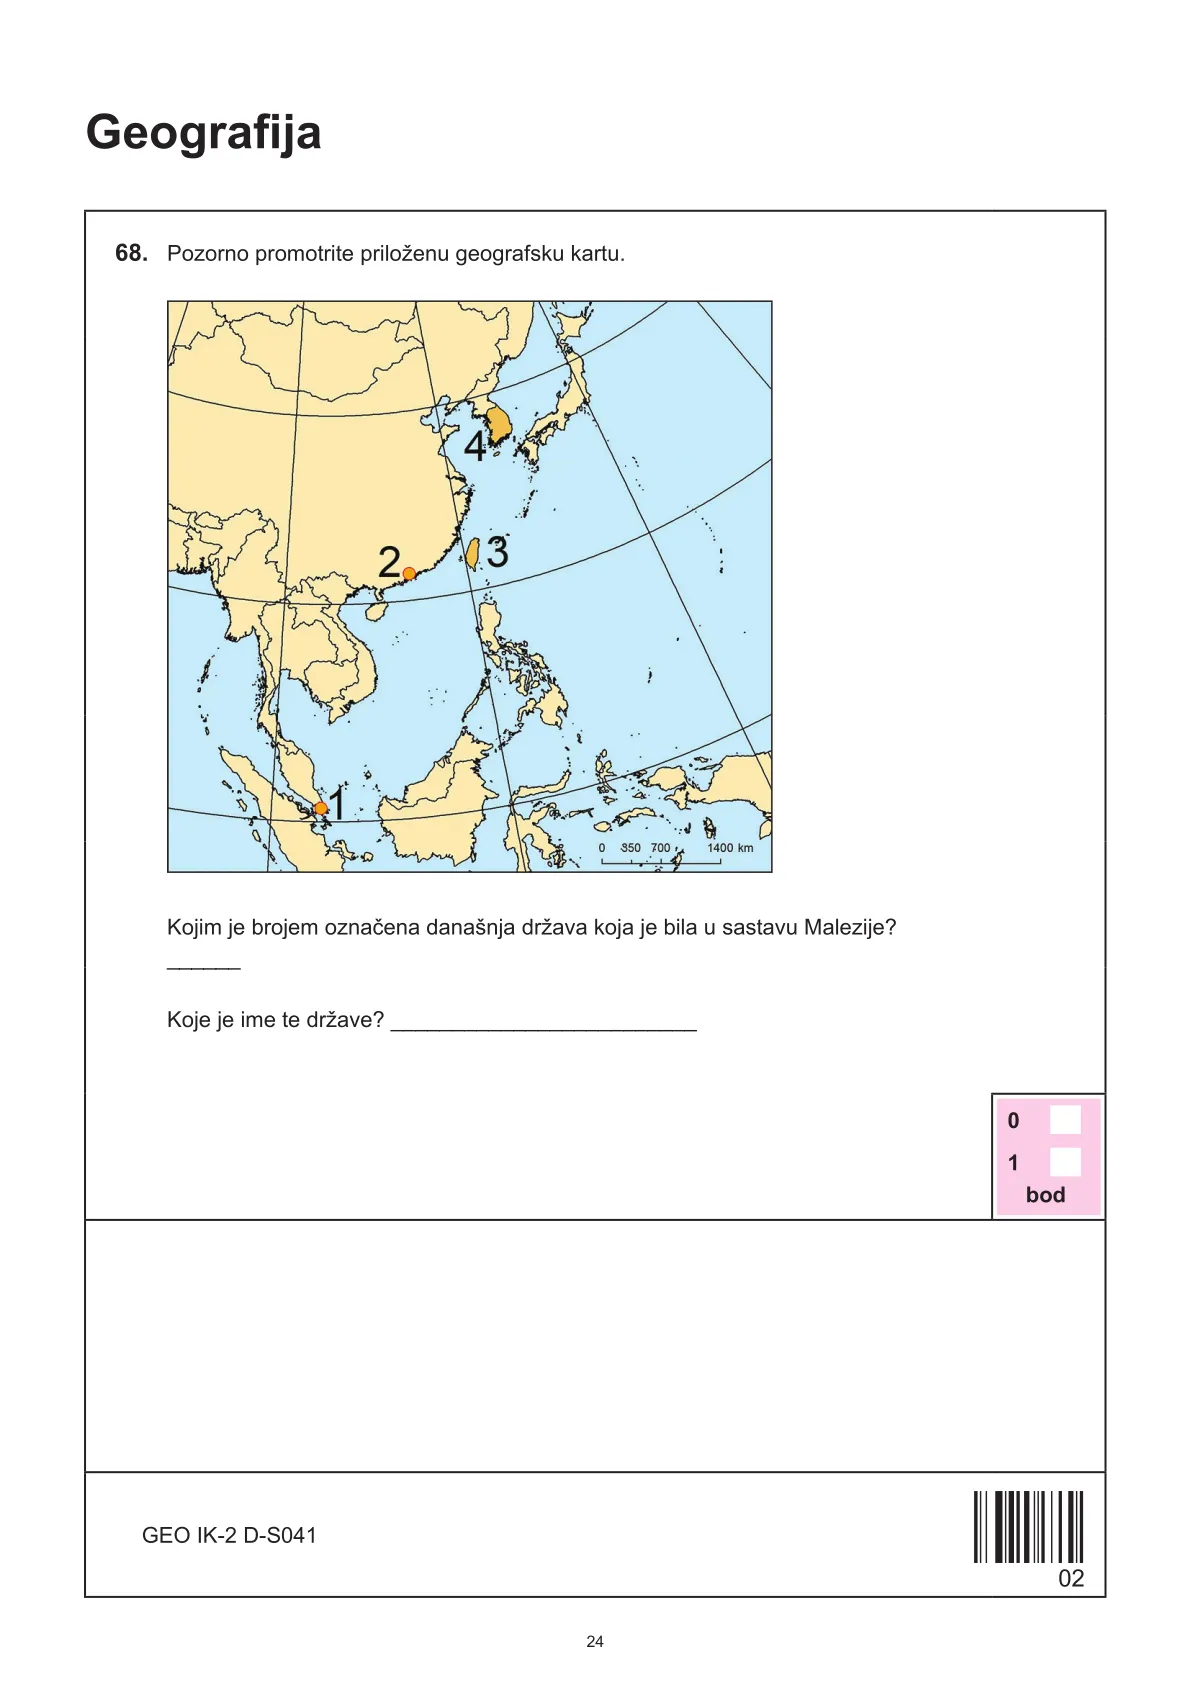 Geografija
68. Pozorno promotrite priloženu geografsku kartu.
4
2
3
1
0 350 700 1400 km
Kojim je brojem označena današnja država koja je bila u sastavu Malezije?
______
Koje je ime te države? _________________________
0
1
bod
GEO IK-2 D-S041
02
24